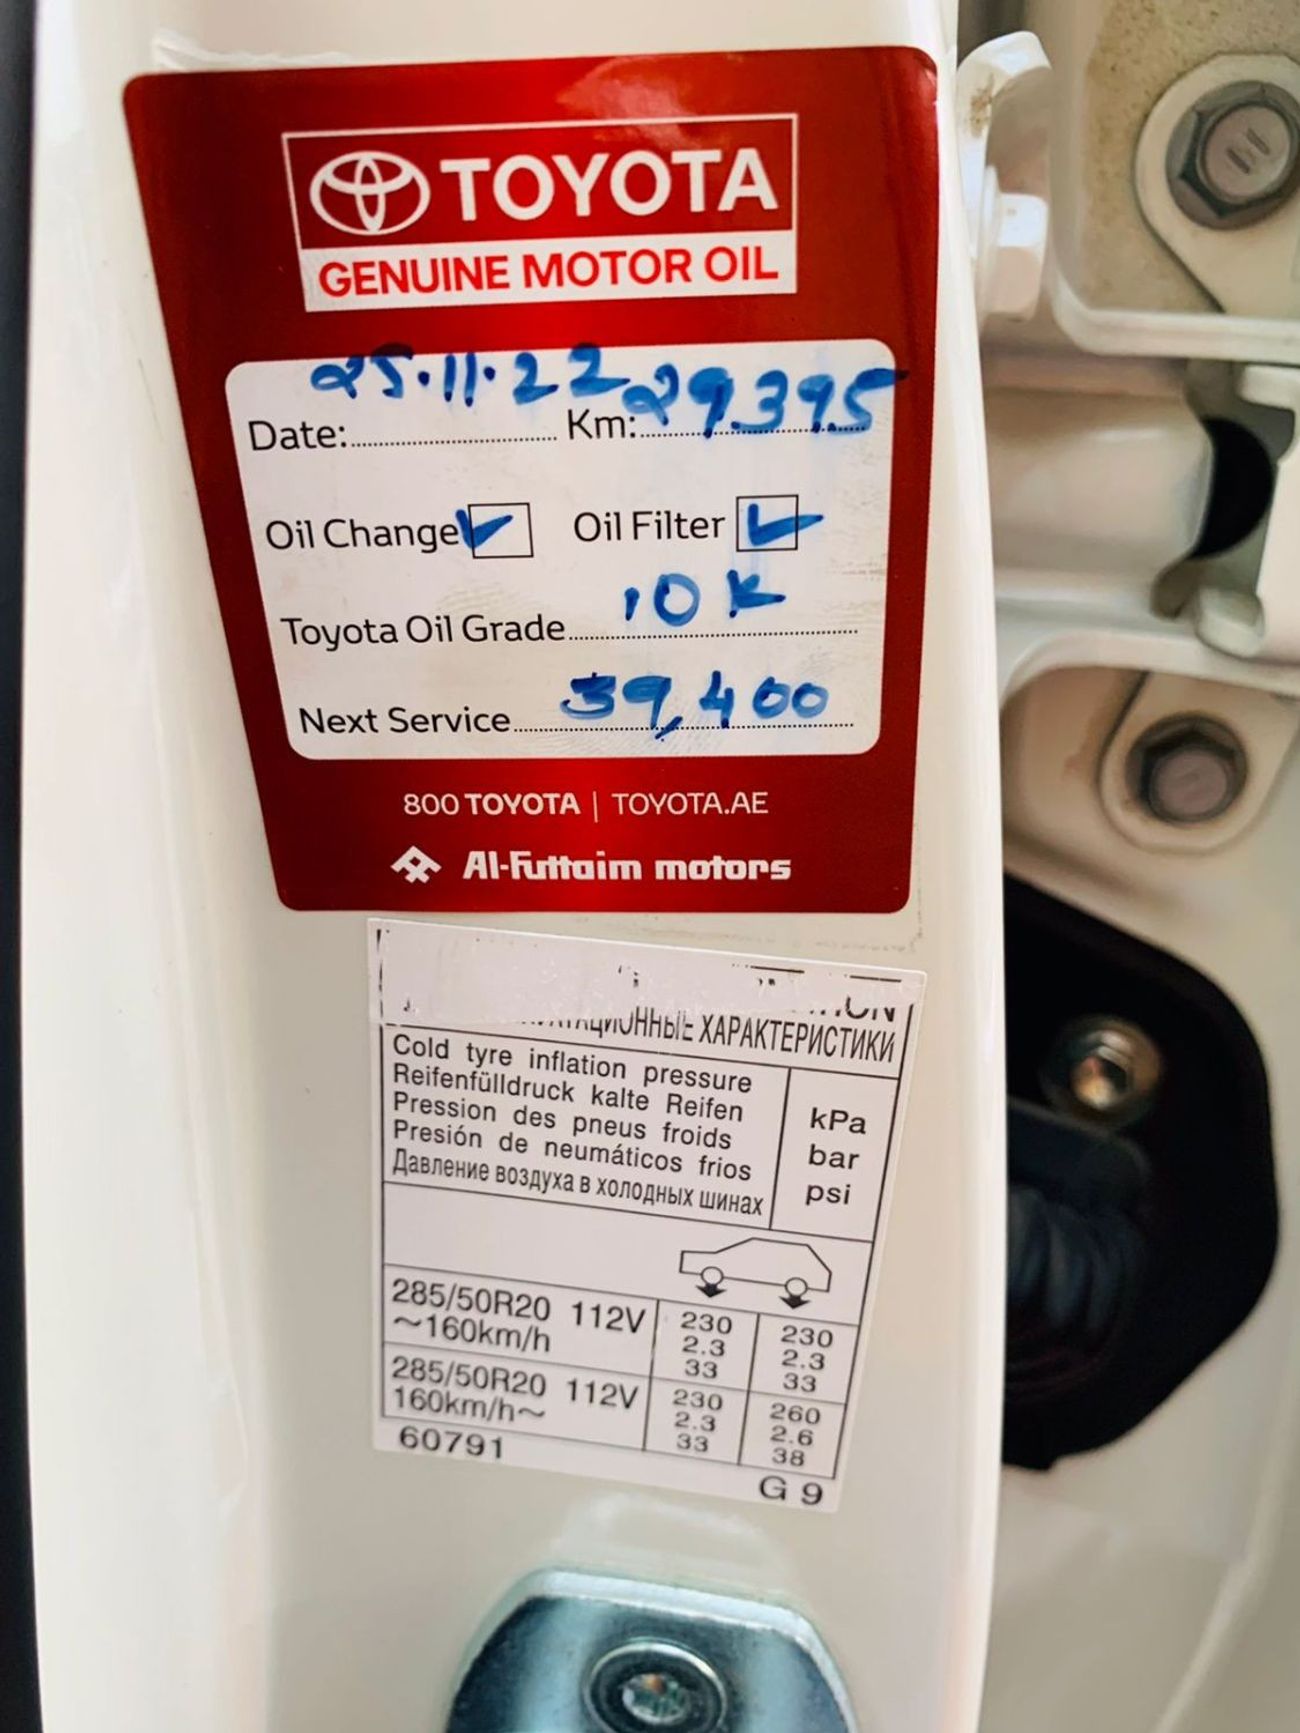 TOYOTA
GENUINE MOTOR OIL
25.11.22 29395
Date: Km:
Oil Change Oil Filter
Toyota Oil Grade 10K
Next Service 39,400
800 TOYOTA | TOYOTA.AE
Al-Futtaim motors
ХАРАКТЕРИСТИКИ
Cold tyre inflation pressure
Reifenfülldruck kalte Reifen
Pression des pneus froids
Presión de neumáticos frios
Давление воздуха в холодных шинах
kPa
bar
psi
285/50R20 112V
~160km/h
230
2.3
33
230
2.3
33
285/50R20 112V
160km/h~
230
2.3
33
260
2.6
38
60791
G 9